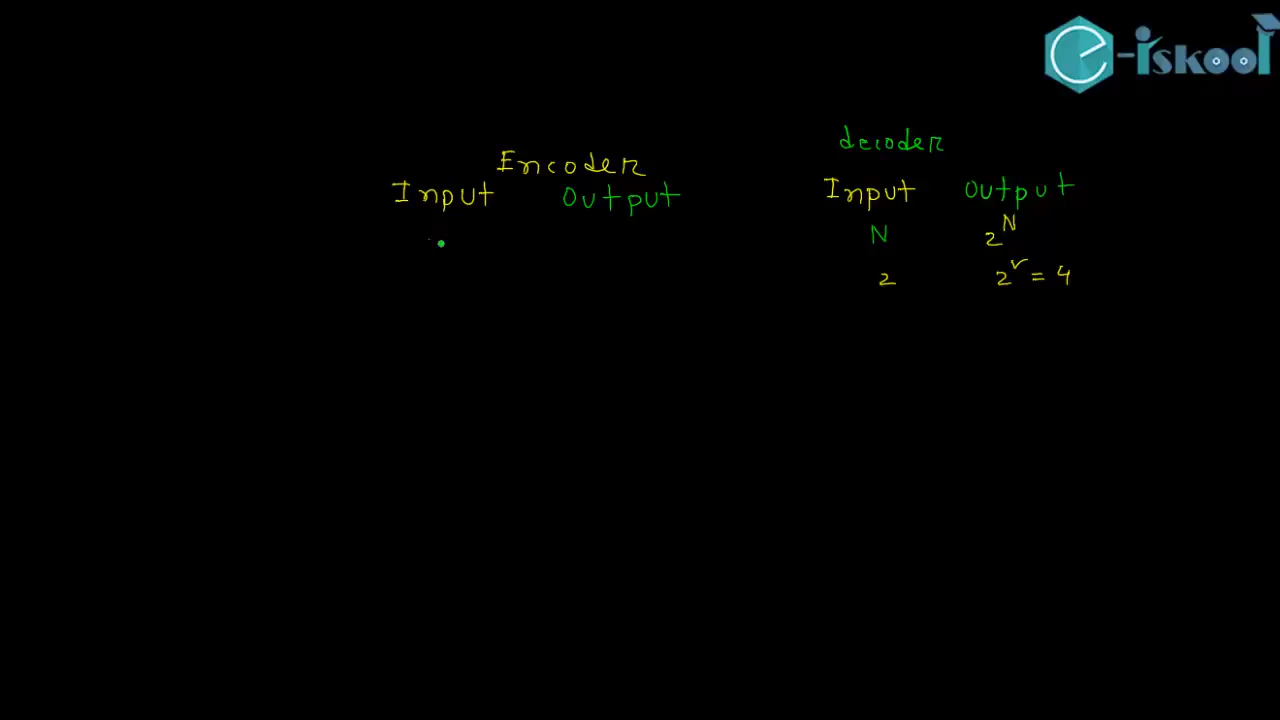 e-iskool
Encoder
Input Output
decoder
Input Output
N 2^N
2 2^2 = 4